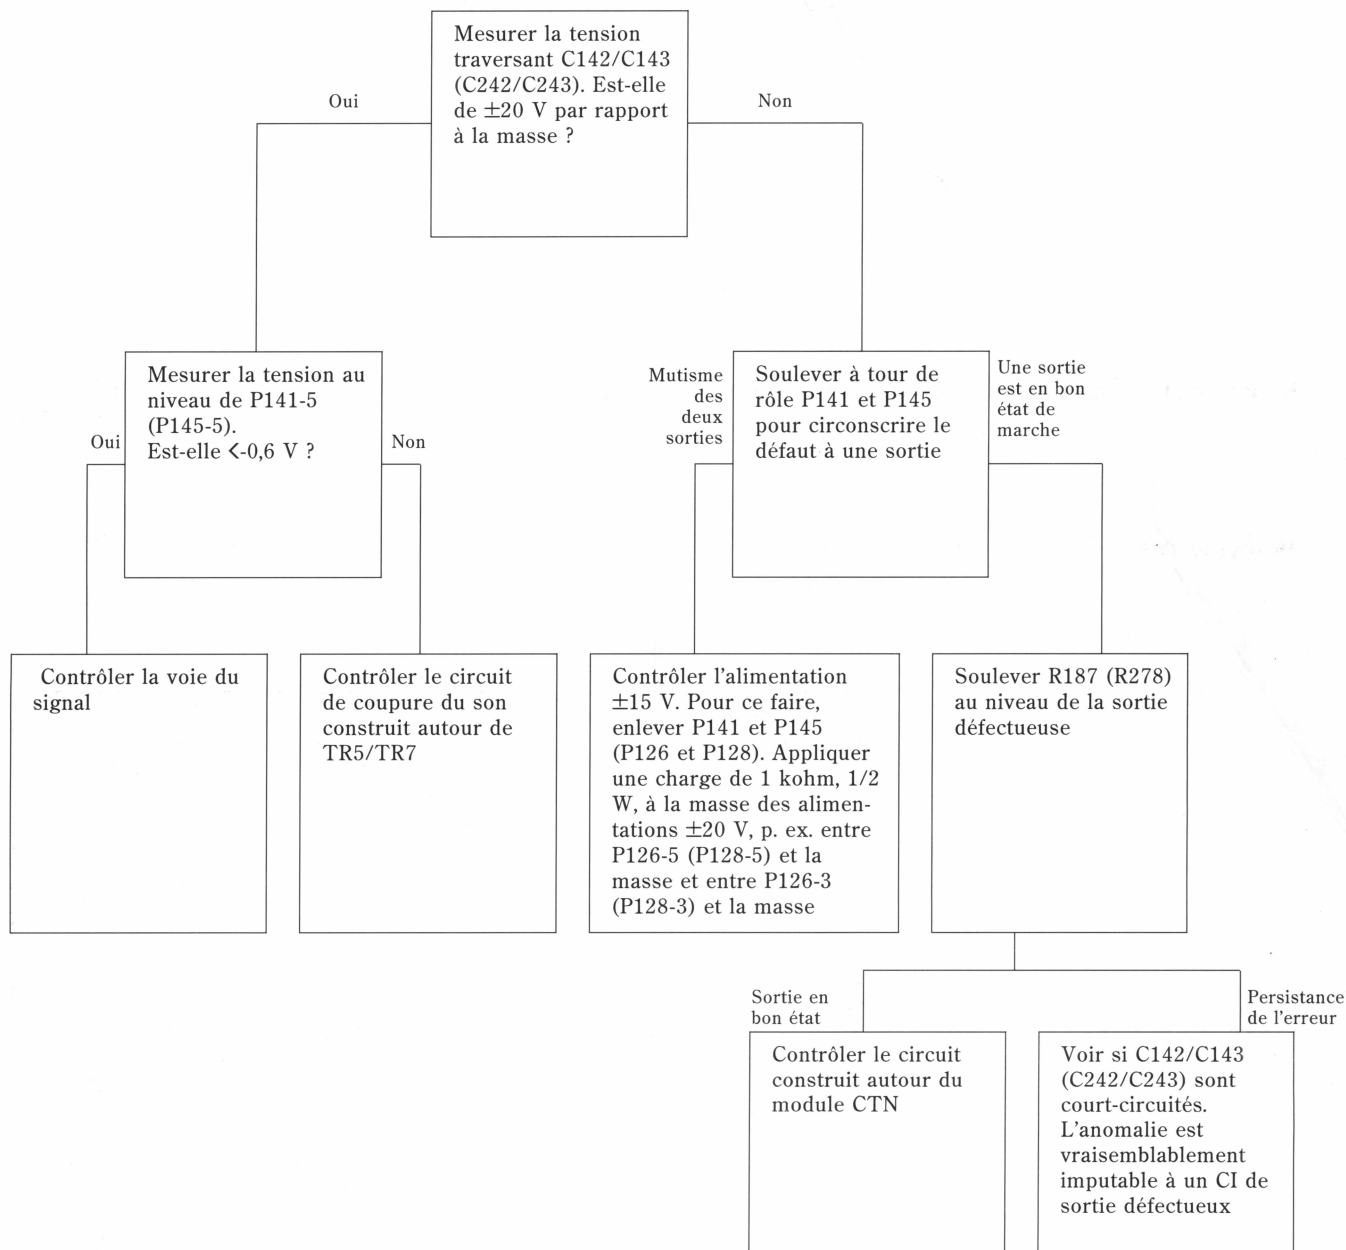 Mesurer la tension
traversant C142/C143
(C242/C243). Est-elle
de ±20 V par rapport
à la masse ?
Oui
Non
Mesurer la tension au
niveau de P141-5
(P145-5).
Est-elle <-0,6 V ?
Oui
Non
Mutisme
des
deux
sorties
Soulever à tour de
rôle P141 et P145
pour circonscrire le
défaut à une sortie
Une sortie
est en bon
état de
marche
Contrôler la voie du
signal
Contrôler le circuit
de coupure du son
construit autour de
TR5/TR7
Contrôler l'alimentation
±15 V. Pour ce faire,
enlever P141 et P145
(P126 et P128). Appliquer
une charge de 1 kohm, 1/2
W, à la masse des alimen-
tations ±20 V, p. ex. entre
P126-5 (P128-5) et la
masse et entre P126-3
(P128-3) et la masse
Soulever R187 (R278)
au niveau de la sortie
défectueuse
Sortie en
bon état
Persistance
de l'erreur
Contrôler le circuit
construit autour du
module CTN
Voir si C142/C143
(C242/C243) sont
court-circuités.
L'anomalie est
vraisemblablement
imputable à un CI de
sortie défectueux